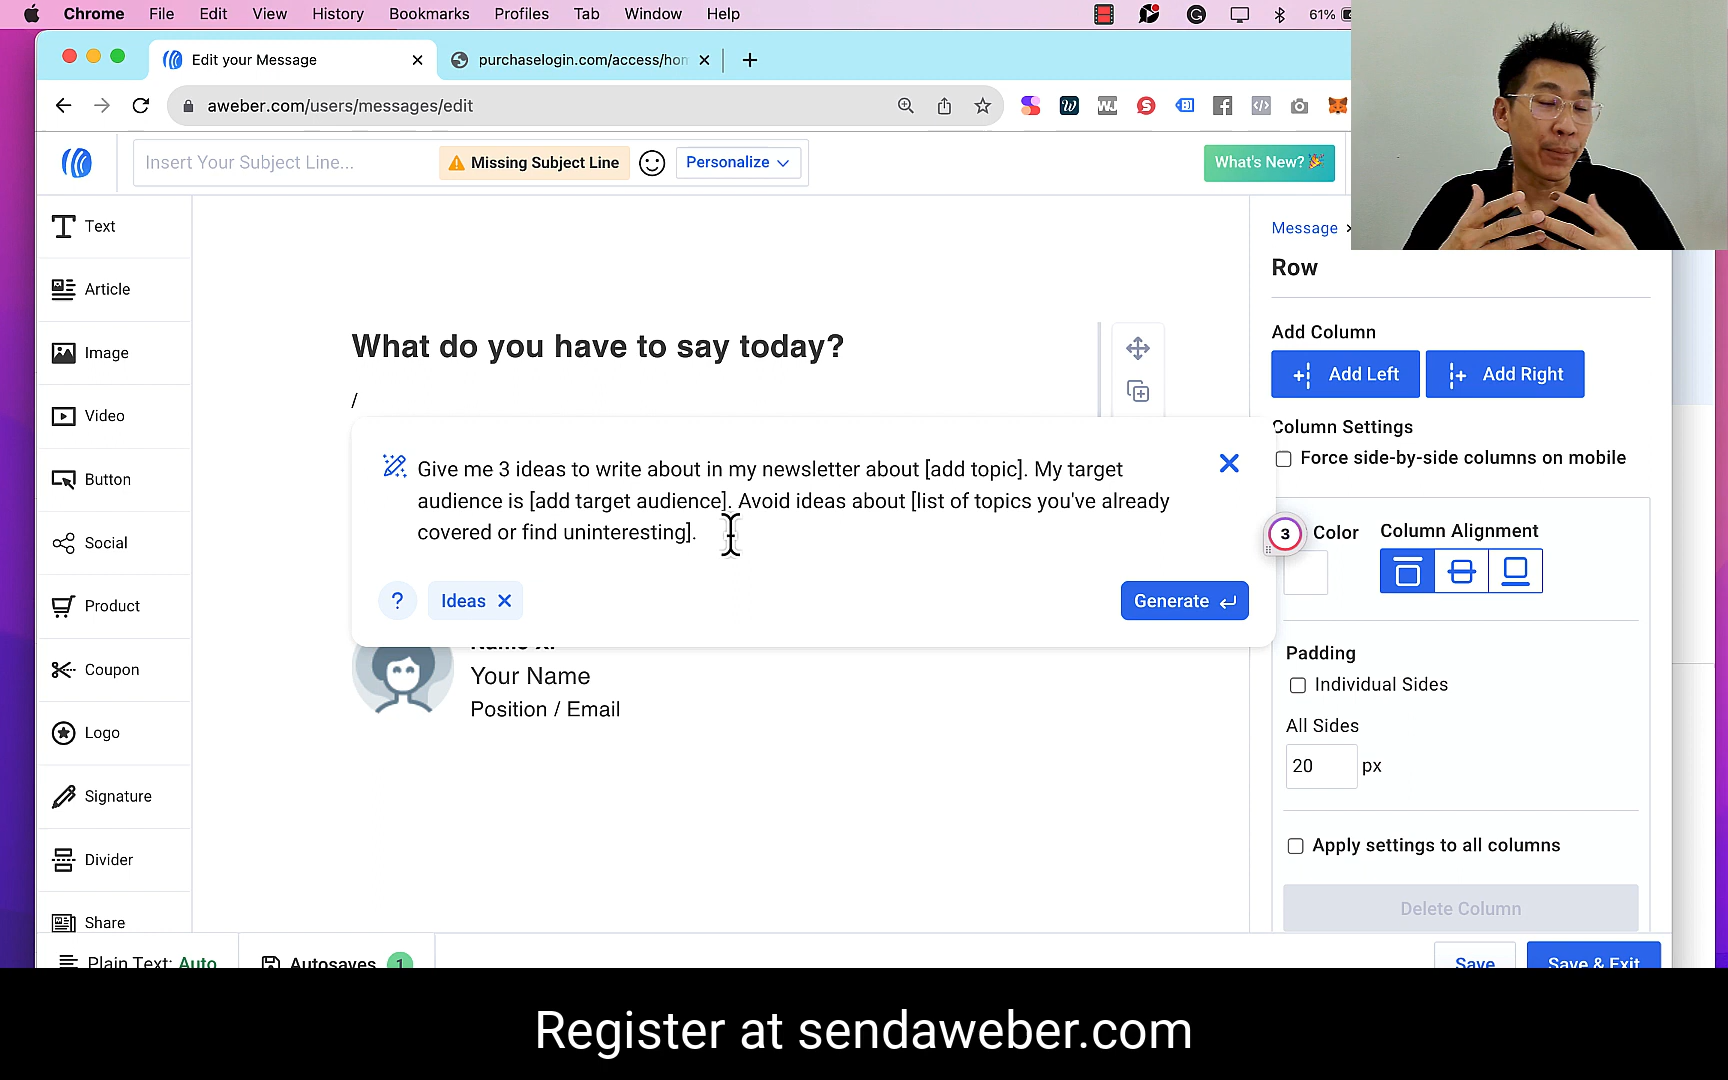 Chrome File Edit View History Bookmarks Profiles Tab Window Help 61%
Edit your Message
purchaselogin.com/access/hom
aweber.com/users/messages/edit
Insert Your Subject Line...
Missing Subject Line
Personalize
What's New?
Text
Article
Image
Video
Button
Social
Product
Coupon
Logo
Signature
Divider
Share
What do you have to say today?
/
Give me 3 ideas to write about in my newsletter about [add topic]. My target
audience is [add target audience]. Avoid ideas about [list of topics you've already
covered or find uninteresting].
?
Ideas
Generate
Your Name
Position / Email
Message
Row
Add Column
Add Left
Add Right
Column Settings
Force side-by-side columns on mobile
3
Color
Column Alignment
Padding
Individual Sides
All Sides
20 px
Apply settings to all columns
Delete Column
Plain Text: Auto
Autosaves 1
Save
Save & Exit
Register at sendaweber.com